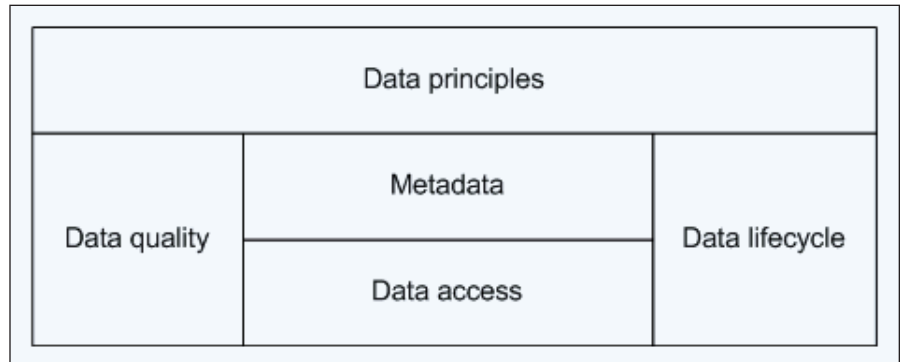 Data principles
Metadata
Data quality
Data lifecycle
Data access